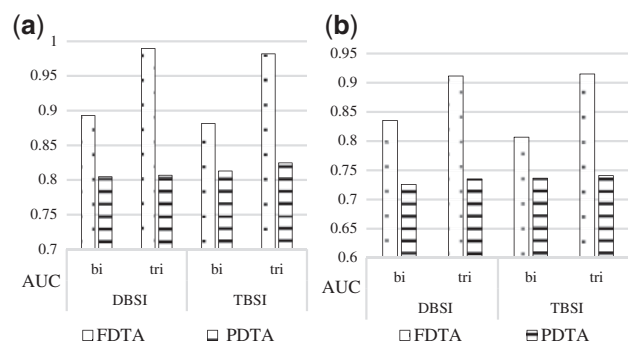 (a)
1
0.95
0.9
0.85
0.8
0.75
0.7
AUC
bi tri bi tri
DBSI TBSI
FDTA PDTA
(b)
0.95
0.9
0.85
0.8
0.75
0.7
0.65
0.6
AUC
bi tri bi tri
DBSI TBSI
FDTA PDTA